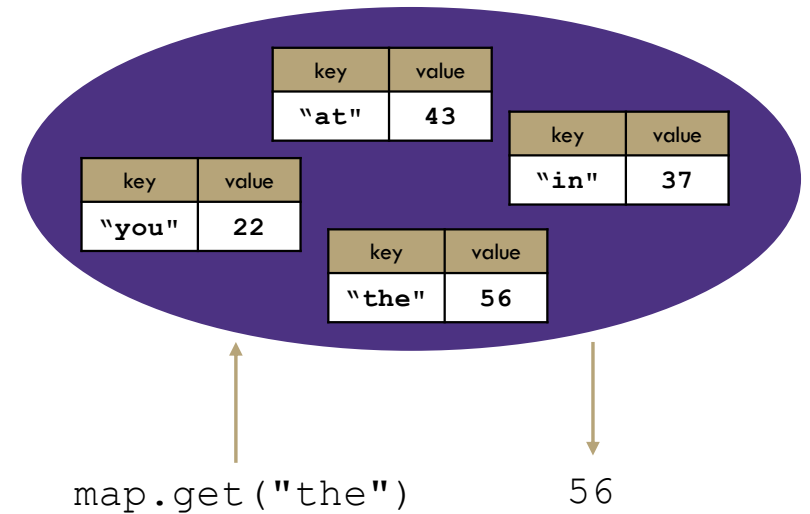 key value
“at" 43
key value
“in" 37
key value
“you" 22
key value
“the" 56
map.get("the") 56